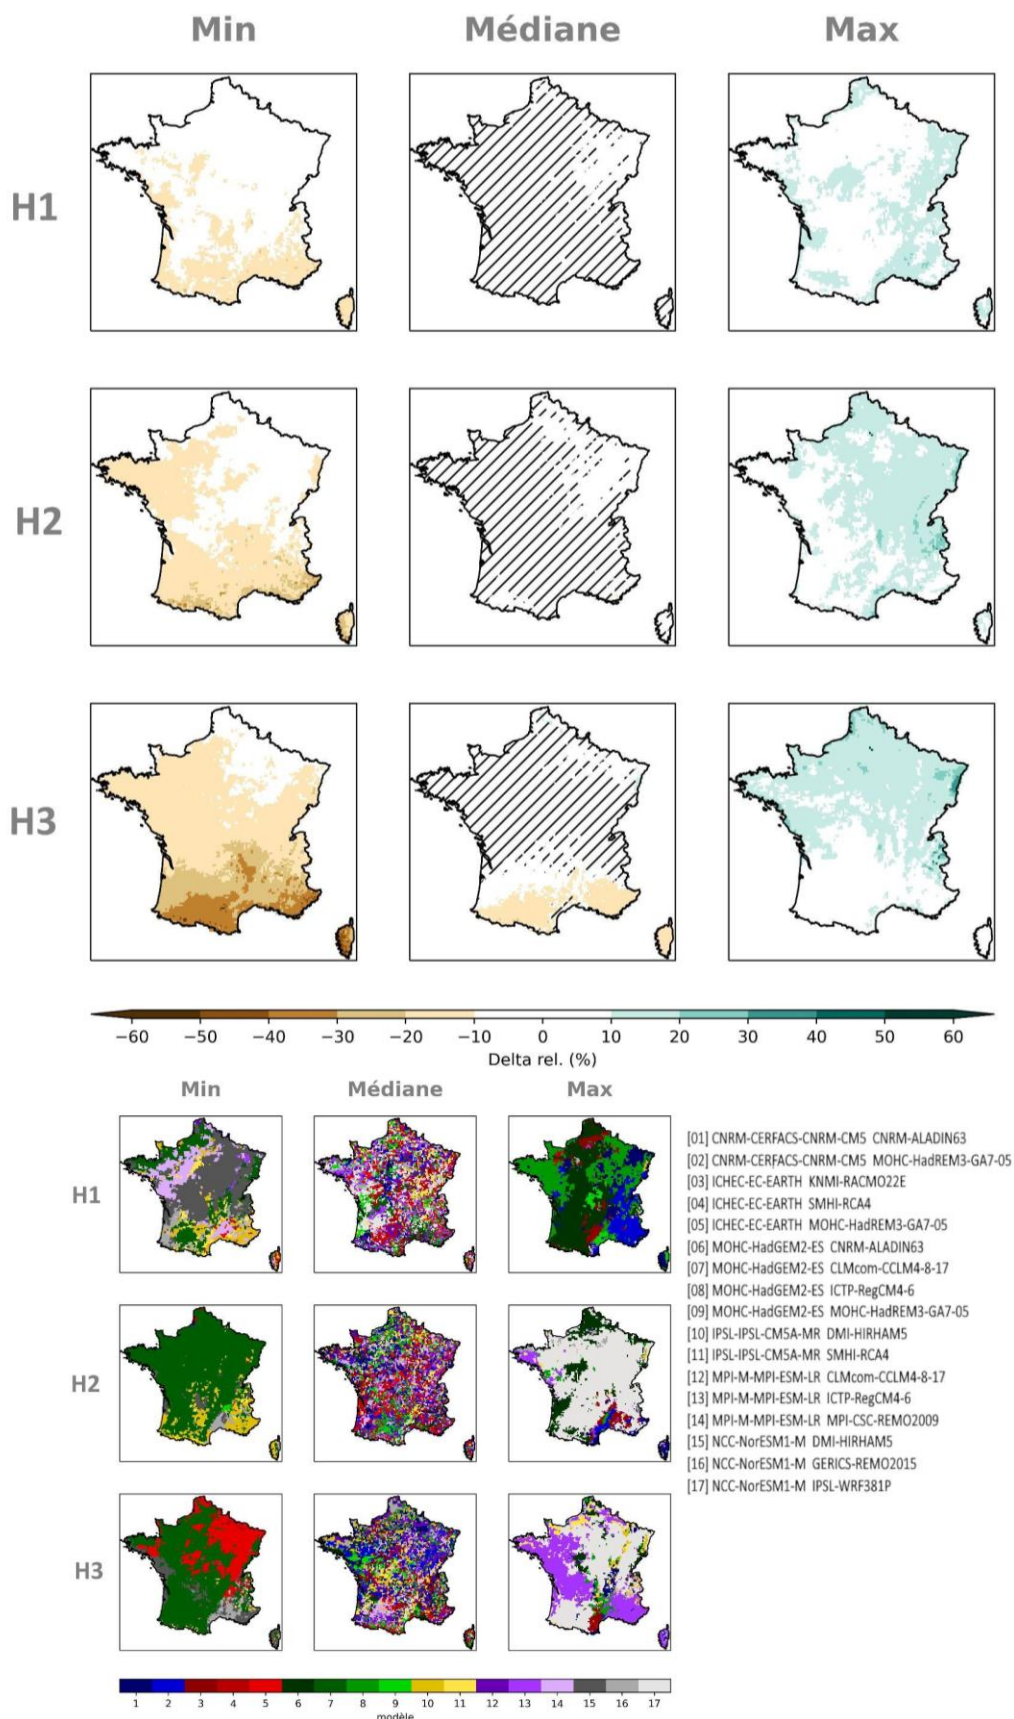 Min Médiane Max
H1
H2
H3
−60 −50 −40 −30 −20 −10 0 10 20 30 40 50 60
Delta rel. (%)
Min Médiane Max
H1
H2
H3
[01] CNRM-CERFACS-CNRM-CM5 CNRM-ALADIN63
[02] CNRM-CERFACS-CNRM-CM5 MOHC-HadREM3-GA7-05
[03] ICHEC-EC-EARTH KNMI-RACMO22E
[04] ICHEC-EC-EARTH SMHI-RCA4
[05] ICHEC-EC-EARTH MOHC-HadREM3-GA7-05
[06] MOHC-HadGEM2-ES CNRM-ALADIN63
[07] MOHC-HadGEM2-ES CLMcom-CCLM4-8-17
[08] MOHC-HadGEM2-ES ICTP-RegCM4-6
[09] MOHC-HadGEM2-ES MOHC-HadREM3-GA7-05
[10] IPSL-IPSL-CM5A-MR DMI-HIRHAM5
[11] IPSL-IPSL-CM5A-MR SMHI-RCA4
[12] MPI-M-MPI-ESM-LR CLMcom-CCLM4-8-17
[13] MPI-M-MPI-ESM-LR ICTP-RegCM4-6
[14] MPI-M-MPI-ESM-LR MPI-CSC-REMO2009
[15] NCC-NorESM1-M DMI-HIRHAM5
[16] NCC-NorESM1-M GERICS-REMO2015
[17] NCC-NorESM1-M IPSL-WRF381P
1 2 3 4 5 6 7 8 9 10 11 12 13 14 15 16 17
modèle